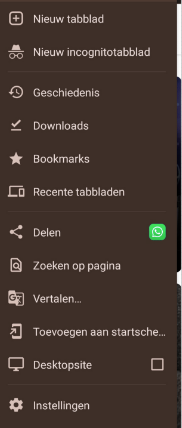 Nieuw tabblad
Nieuw incognitotabblad
Geschiedenis
Downloads
Bookmarks
Recente tabbladen
Delen
Zoeken op pagina
Vertalen...
Toevoegen aan startsche...
Desktopsite
Instellingen